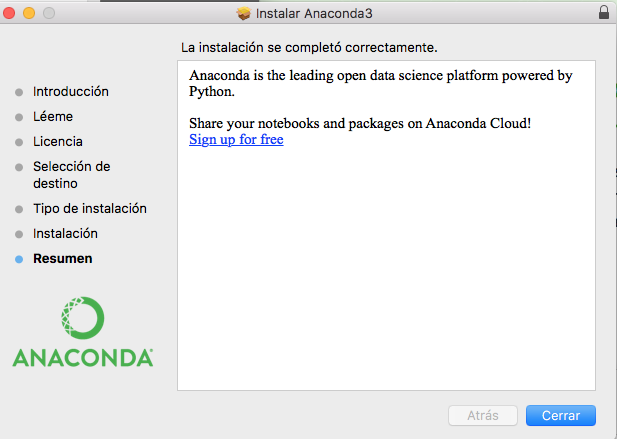 Instalar Anaconda3
La instalación se completó correctamente.
Introducción
Léeme
Licencia
Selección de
destino
Tipo de instalación
Instalación
Resumen
Anaconda is the leading open data science platform powered by
Python.
Share your notebooks and packages on Anaconda Cloud!
Sign up for free
ANACONDA
Atrás
Cerrar